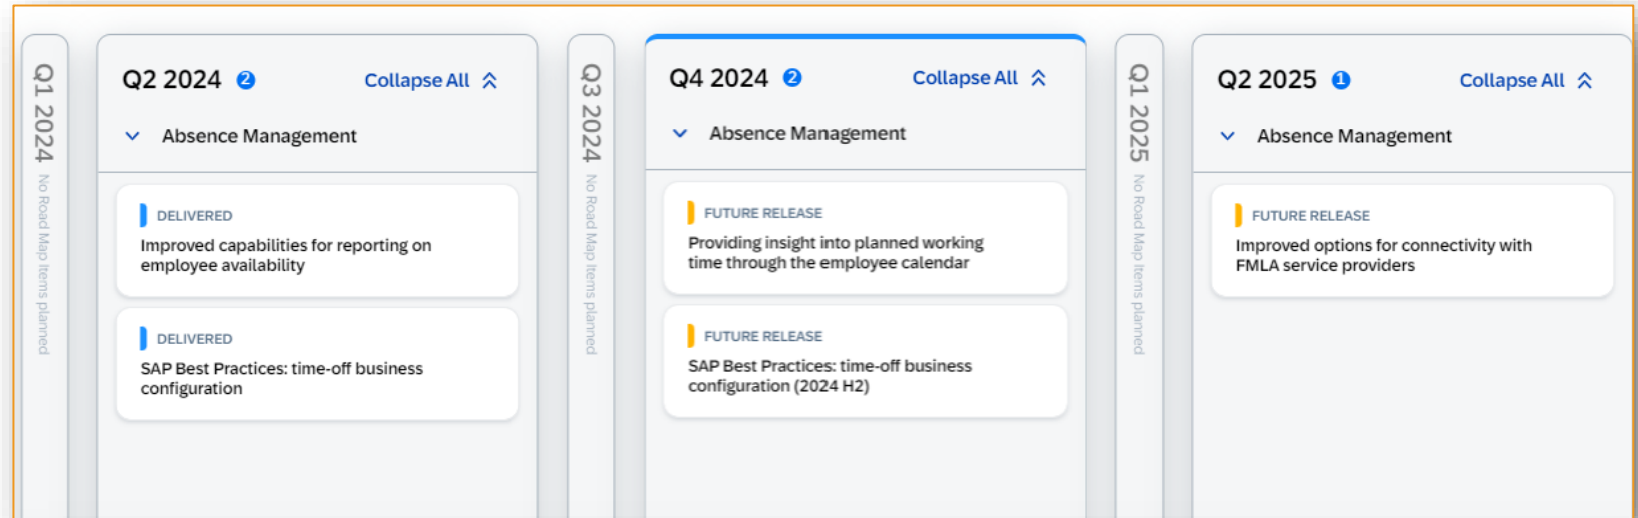 Q1 2024 No Road Map Items planned
Q2 2024 2 Collapse All
Absence Management
DELIVERED
Improved capabilities for reporting on
employee availability
DELIVERED
SAP Best Practices: time-off business
configuration
Q3 2024 No Road Map Items planned
Q4 2024 2 Collapse All
Absence Management
FUTURE RELEASE
Providing insight into planned working
time through the employee calendar
FUTURE RELEASE
SAP Best Practices: time-off business
configuration (2024 H2)
Q1 2025 No Road Map Items planned
Q2 2025 1 Collapse All
Absence Management
FUTURE RELEASE
Improved options for connectivity with
FMLA service providers